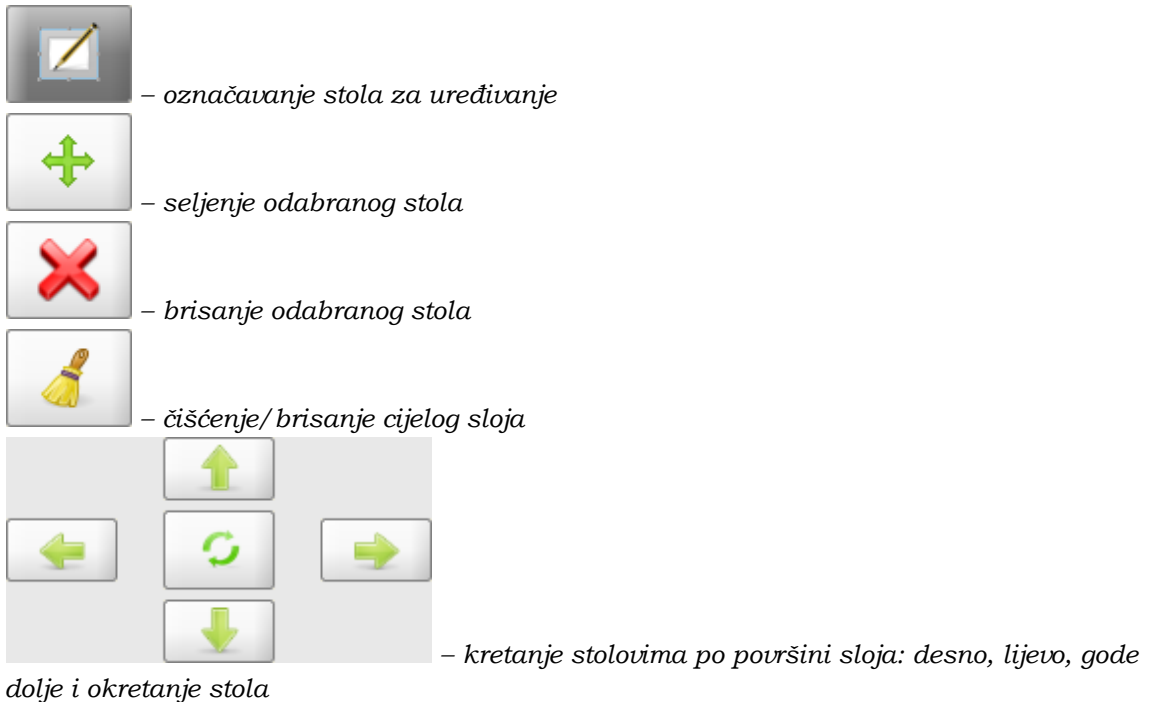 – označavanje stola za uređivanje
– seljenje odabranog stola
– brisanje odabranog stola
– čišćenje/brisanje cijelog sloja
– kretanje stolovima po površini sloja: desno, lijevo, gode
dolje i okretanje stola